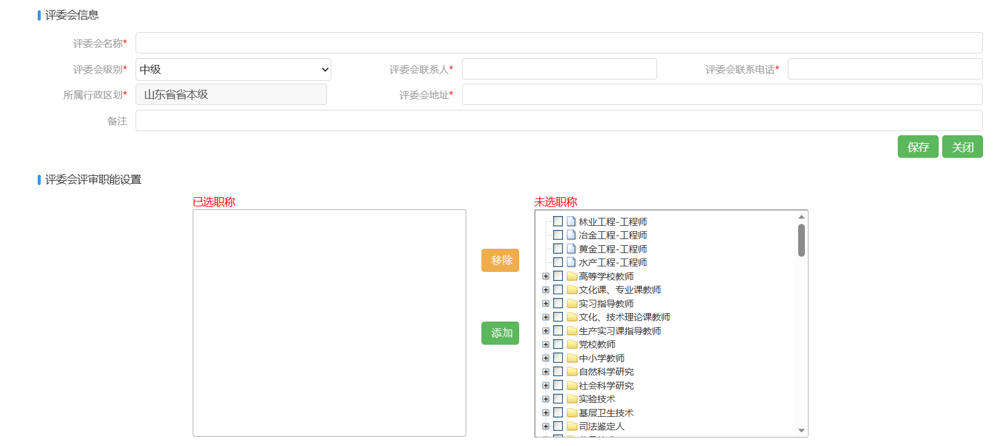 评委会信息
评委会名称*
评委会级别* 中级 评委会联系人* 评委会联系电话*
所属行政区划* 山东省省本级 评委会地址*
备注
保存 关闭
评委会评审职能设置
已选职称 未选职称
林业工程-工程师
冶金工程-工程师
黄金工程-工程师
移除
水产工程-工程师
高等学校教师
文化课、专业课教师
实习指导教师
文化、技术理论课教师
添加
生产实习课指导教师
党校教师
中小学教师
自然科学研究
社会科学研究
实验技术
基层卫生技术
司法鉴定人